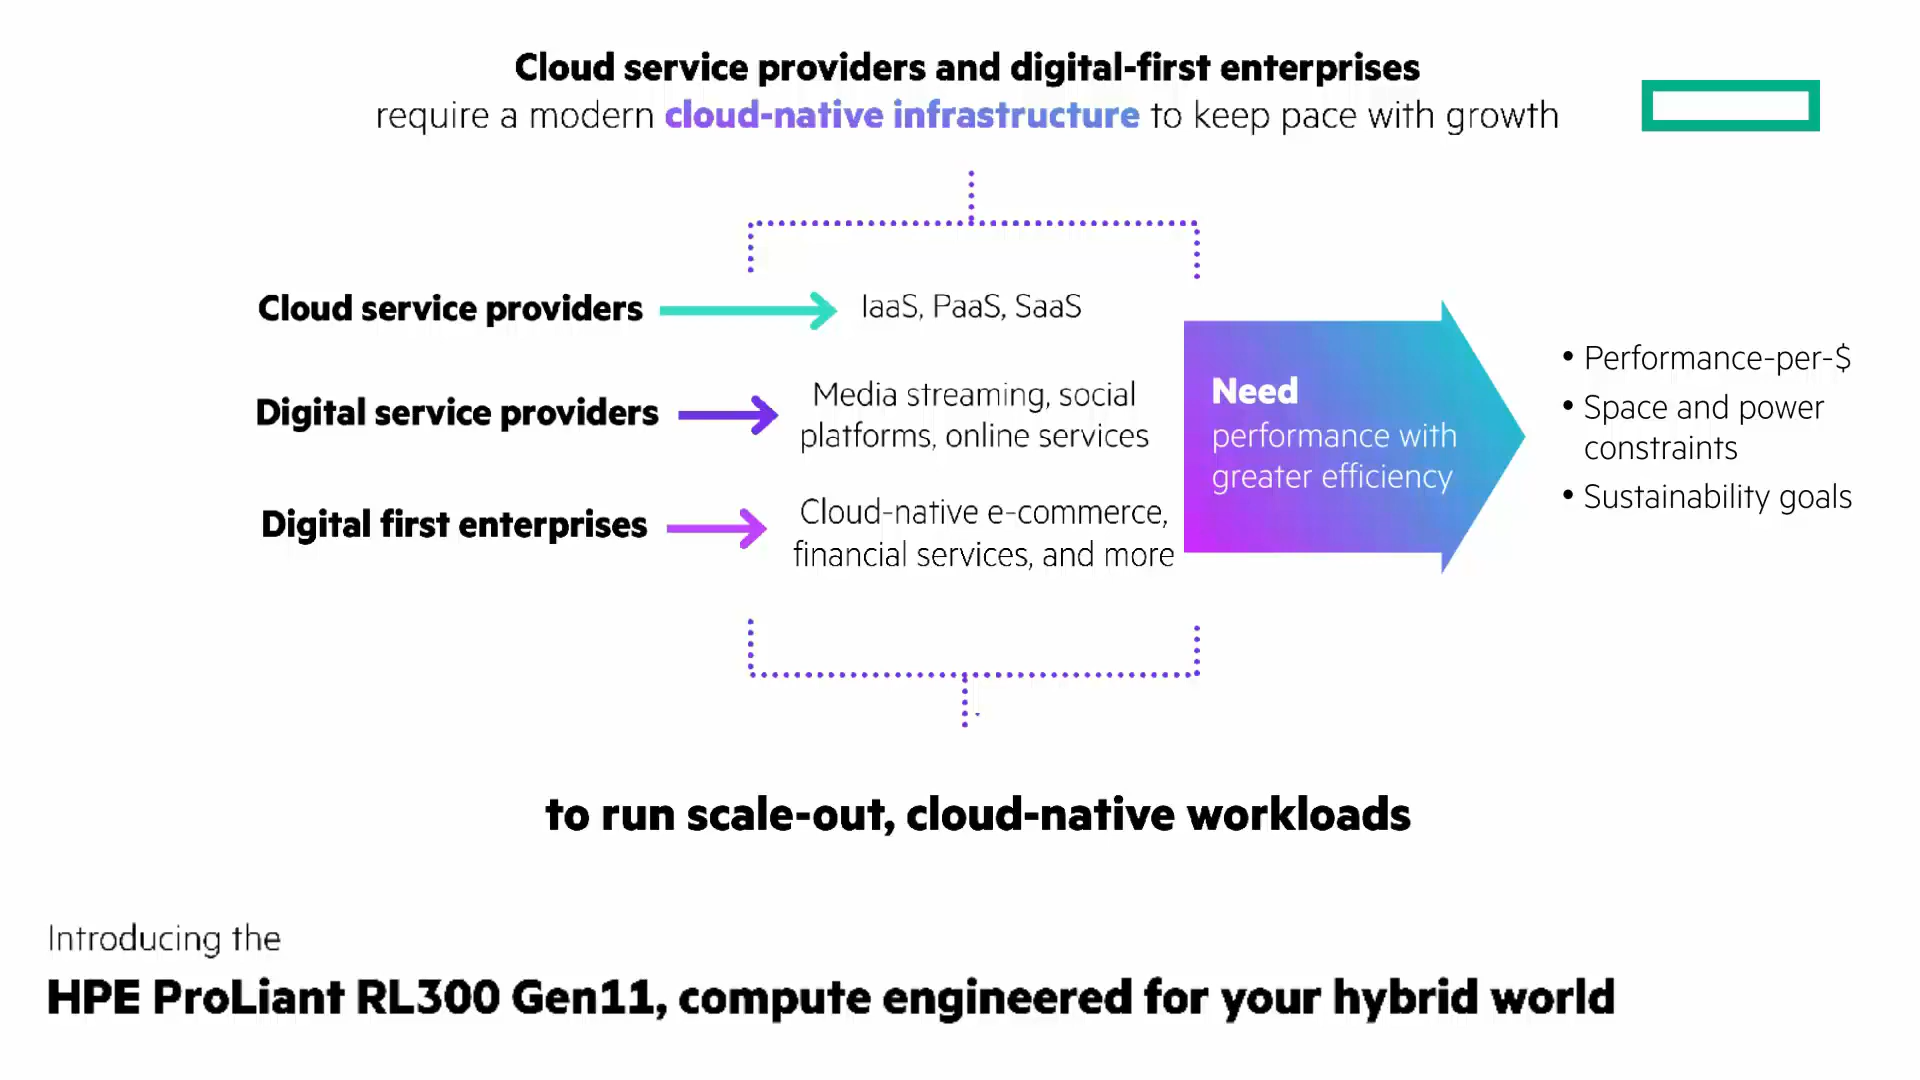 Cloud service providers and digital-first enterprises
require a modern cloud-native infrastructure to keep pace with growth
Cloud service providers
IaaS, PaaS, SaaS
Digital service providers
Media streaming, social
platforms, online services
Digital first enterprises
Cloud-native e-commerce,
financial services, and more
Need
performance with
greater efficiency
• Performance-per-$
• Space and power
constraints
• Sustainability goals
to run scale-out, cloud-native workloads
Introducing the
HPE ProLiant RL300 Gen11, compute engineered for your hybrid world